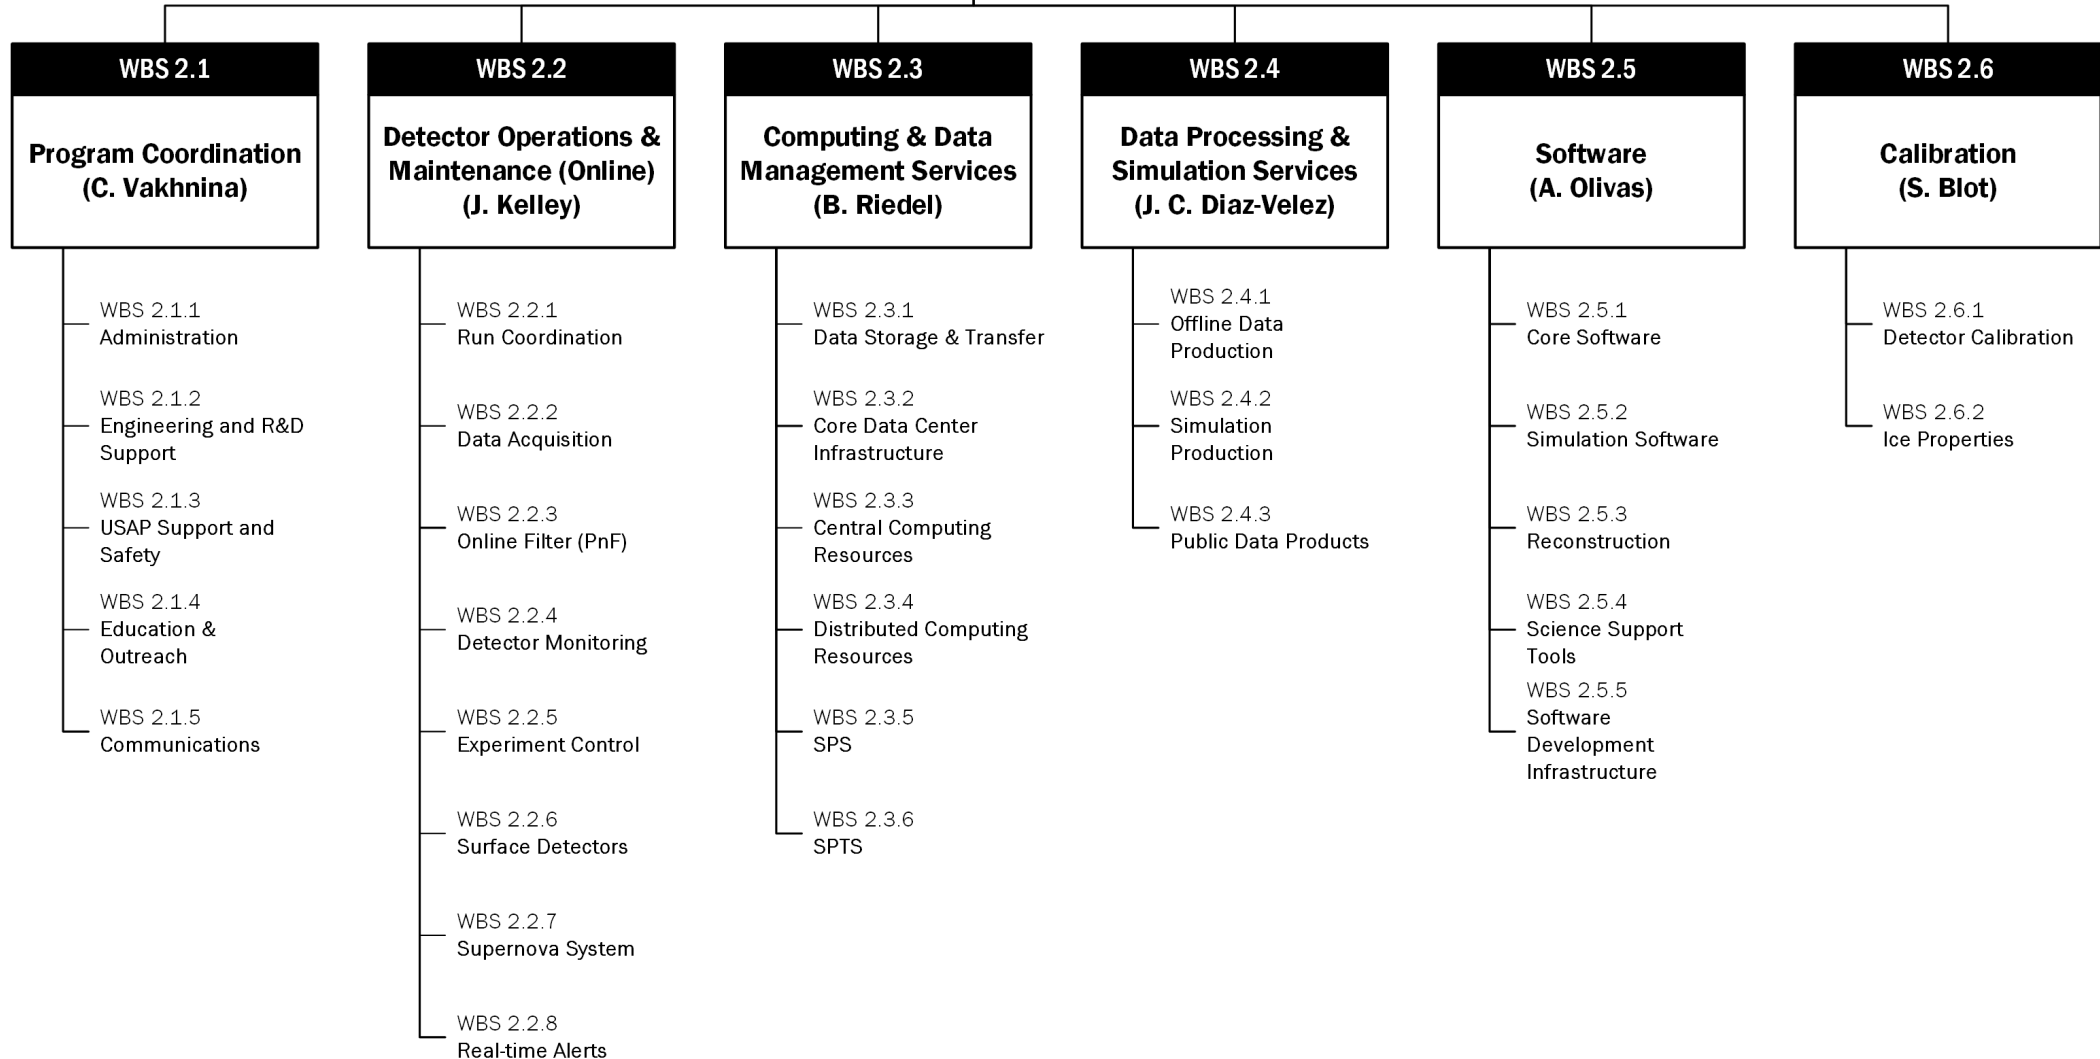 WBS 2.1
Program Coordination
(C. Vakhnina)
WBS 2.1.1
Administration
WBS 2.1.2
Engineering and R&D
Support
WBS 2.1.3
USAP Support and
Safety
WBS 2.1.4
Education &
Outreach
WBS 2.1.5
Communications
WBS 2.2
Detector Operations &
Maintenance (Online)
(J. Kelley)
WBS 2.2.1
Run Coordination
WBS 2.2.2
Data Acquisition
WBS 2.2.3
Online Filter (PnF)
WBS 2.2.4
Detector Monitoring
WBS 2.2.5
Experiment Control
WBS 2.2.6
Surface Detectors
WBS 2.2.7
Supernova System
WBS 2.2.8
Real-time Alerts
WBS 2.3
Computing & Data
Management Services
(B. Riedel)
WBS 2.3.1
Data Storage & Transfer
WBS 2.3.2
Core Data Center
Infrastructure
WBS 2.3.3
Central Computing
Resources
WBS 2.3.4
Distributed Computing
Resources
WBS 2.3.5
SPS
WBS 2.3.6
SPTS
WBS 2.4
Data Processing &
Simulation Services
(J. C. Diaz-Velez)
WBS 2.4.1
Offline Data
Production
WBS 2.4.2
Simulation
Production
WBS 2.4.3
Public Data Products
WBS 2.5
Software
(A. Olivas)
WBS 2.5.1
Core Software
WBS 2.5.2
Simulation Software
WBS 2.5.3
Reconstruction
WBS 2.5.4
Science Support
Tools
WBS 2.5.5
Software
Development
Infrastructure
WBS 2.6
Calibration
(S. Blot)
WBS 2.6.1
Detector Calibration
WBS 2.6.2
Ice Properties